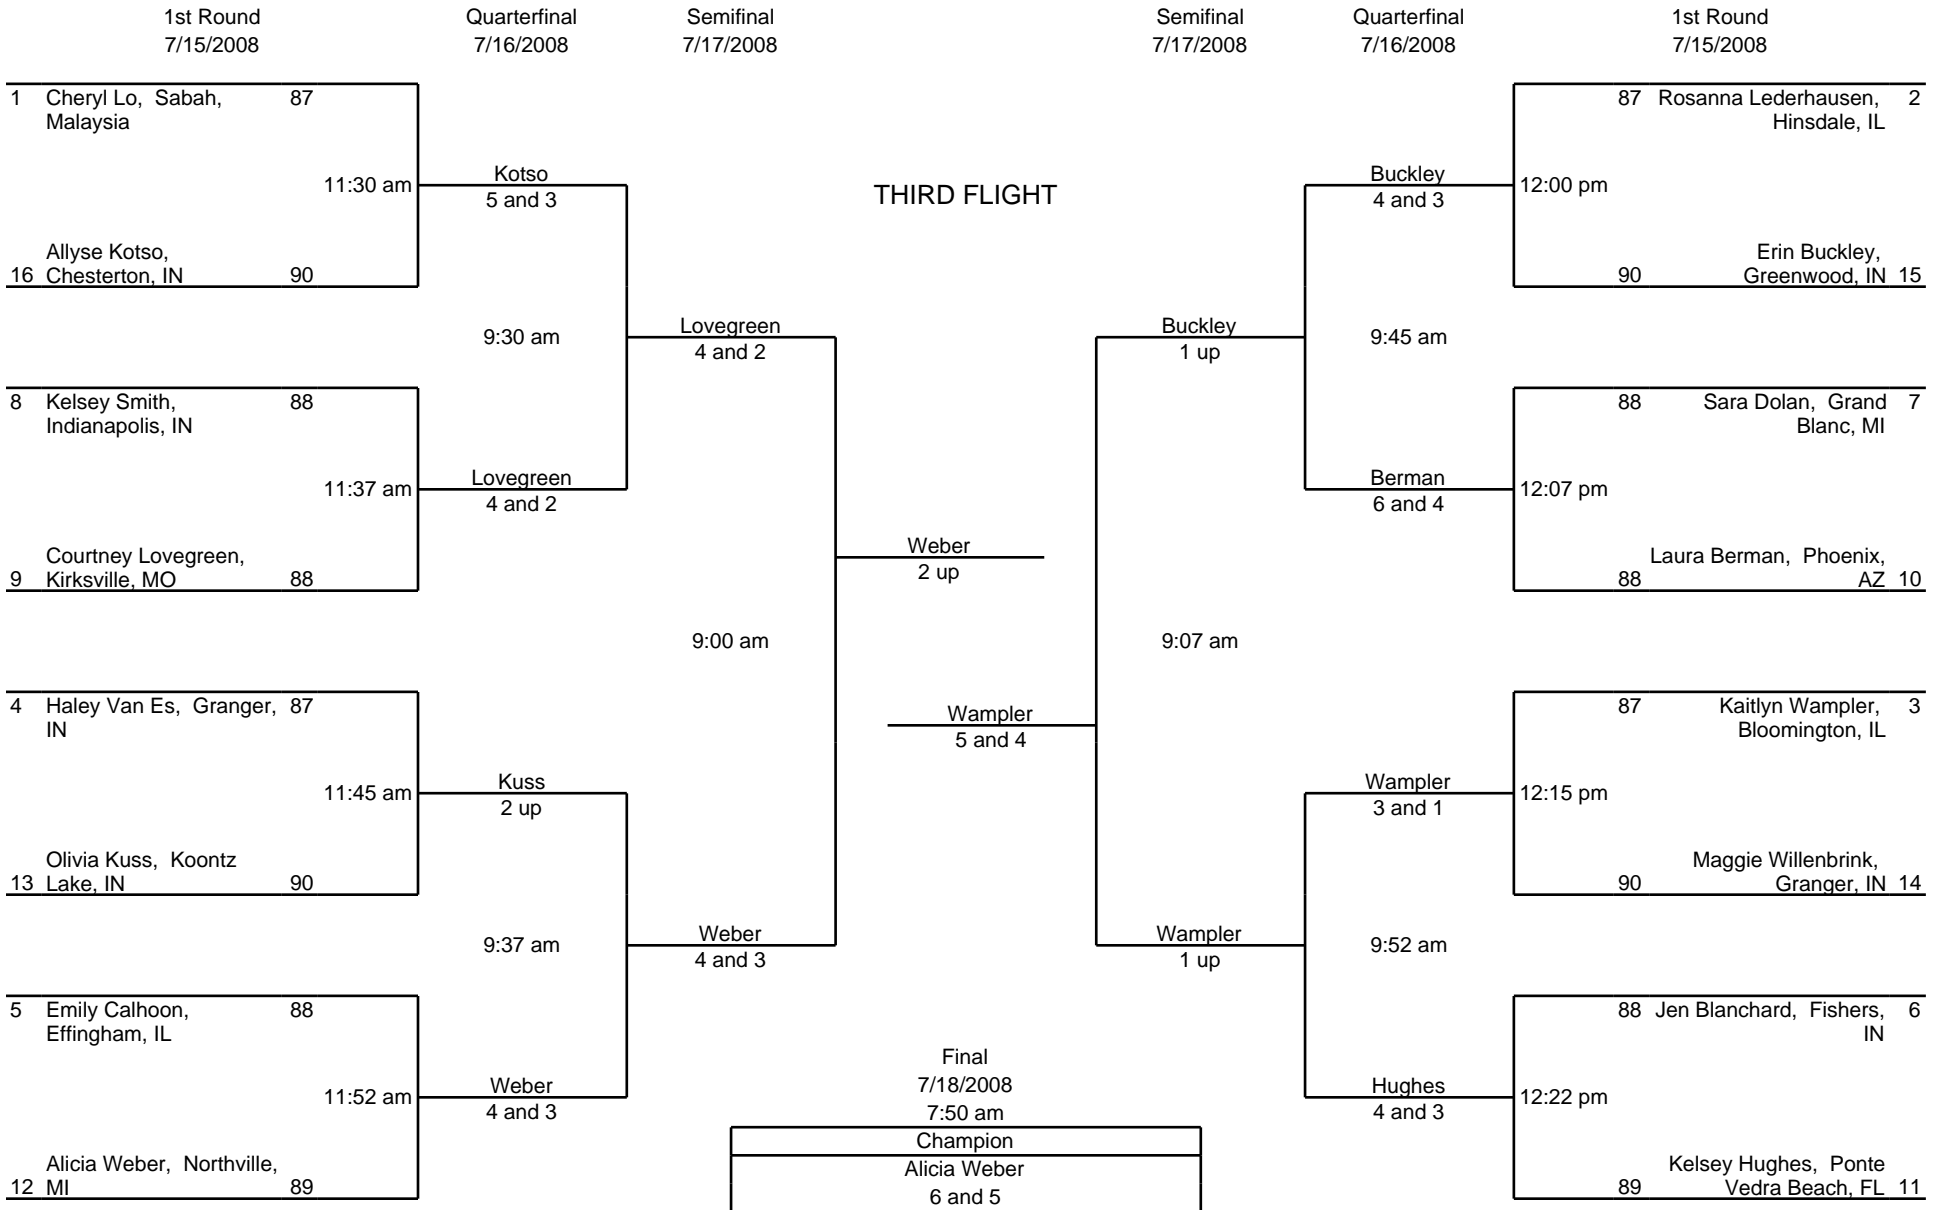 1st Round
7/15/2008
Quarterfinal
7/16/2008
Semifinal
7/17/2008
Semifinal
7/17/2008
Quarterfinal
7/16/2008
1st Round
7/15/2008
THIRD FLIGHT
1 Cheryl Lo, Sabah, 87
Malaysia
11:30 am
Allyse Kotso,
16 Chesterton, IN 90
Kotso
5 and 3
9:30 am
8 Kelsey Smith, 88
Indianapolis, IN
11:37 am
Courtney Lovegreen,
9 Kirksville, MO 88
Lovegreen
4 and 2
Lovegreen
4 and 2
9:00 am
4 Haley Van Es, Granger, 87
IN
11:45 am
Olivia Kuss, Koontz
13 Lake, IN 90
Kuss
2 up
9:37 am
5 Emily Calhoon, 88
Effingham, IL
11:52 am
Alicia Weber, Northville,
12 MI 89
Weber
4 and 3
Weber
4 and 3
Weber
2 up
Wampler
5 and 4
87 Rosanna Lederhausen, 2
Hinsdale, IL
12:00 pm
Erin Buckley,
90 Greenwood, IN 15
Buckley
4 and 3
9:45 am
88 Sara Dolan, Grand 7
Blanc, MI
12:07 pm
Laura Berman, Phoenix,
88 AZ 10
Berman
6 and 4
Buckley
1 up
9:07 am
87 Kaitlyn Wampler, 3
Bloomington, IL
12:15 pm
Maggie Willenbrink,
90 Granger, IN 14
Wampler
3 and 1
9:52 am
88 Jen Blanchard, Fishers, 6
IN
12:22 pm
Kelsey Hughes, Ponte
89 Vedra Beach, FL 11
Hughes
4 and 3
Wampler
1 up
Final
7/18/2008
7:50 am
Champion
Alicia Weber
6 and 5